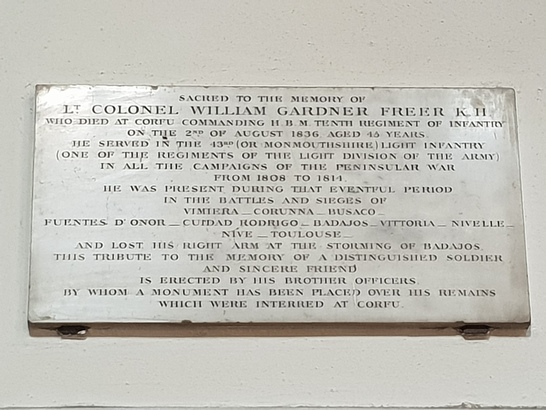 SACRED TO THE MEMORY OF
LT COLONEL WILLIAM GARDNER FREER K.H.
WHO DIED AT CORFU COMMANDING H.B.M TENTH REGIMENT OF INFANTRY
ON THE 2ND OF AUGUST 1836 AGED 45 YEARS.
HE SERVED IN THE 43RD (OR MONMOUTHSHIRE) LIGHT INFANTRY
(ONE OF THE REGIMENTS OF THE LIGHT DIVISION OF THE ARMY)
IN ALL THE CAMPAIGNS OF THE PENINSULAR WAR
FROM 1808 TO 1814.
HE WAS PRESENT DURING THAT EVENTFUL PERIOD
IN THE BATTLES AND SIEGES OF
VIMIERA _ CORUNNA _ BUSACO _
FUENTES D'ONOR _ CUIDAD RODRIGO _ BADAJOS _ VITTORIA _ NIVELLE _
NIVE _ TOULOUSE _
AND LOST HIS RIGHT ARM AT THE STORMING OF BADAJOS.
THIS TRIBUTE TO THE MEMORY OF A DISTINGUISHED SOLDIER
AND SINCERE FRIEND
IS ERECTED BY HIS BROTHER OFFICERS.
BY WHOM A MONUMENT HAS BEEN PLACED OVER HIS REMAINS
WHICH WERE INTERRED AT CORFU.